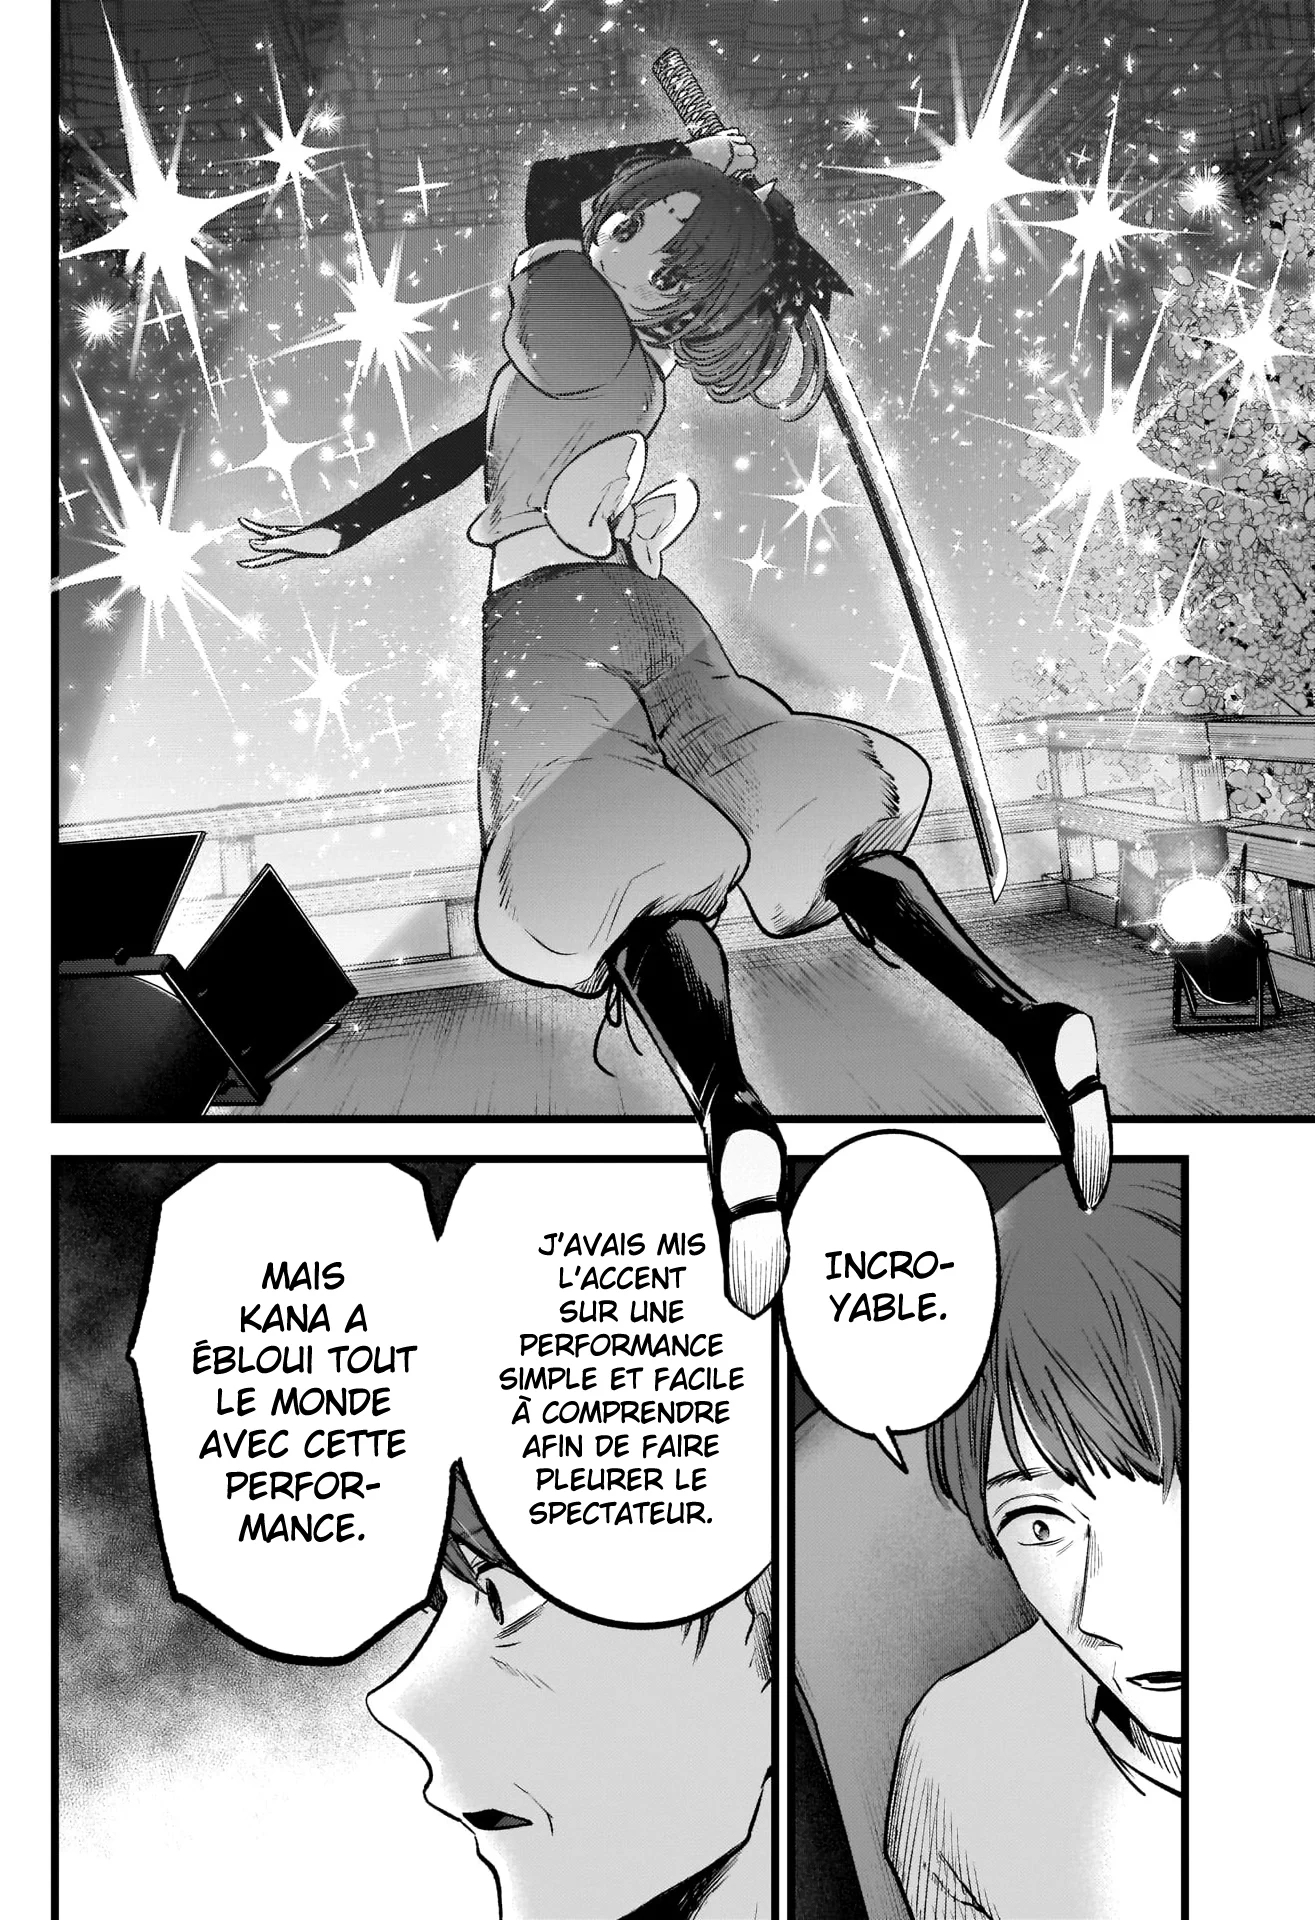 INCRO-
YABLE.
J'AVAIS MIS
L'ACCENT
SUR UNE
PERFORMANCE
SIMPLE ET FACILE
À COMPRENDRE
AFIN DE FAIRE
PLEURER LE
SPECTATEUR.
MAIS
KANA A
ÉBLOUI TOUT
LE MONDE
AVEC CETTE
PERFOR-
MANCE.